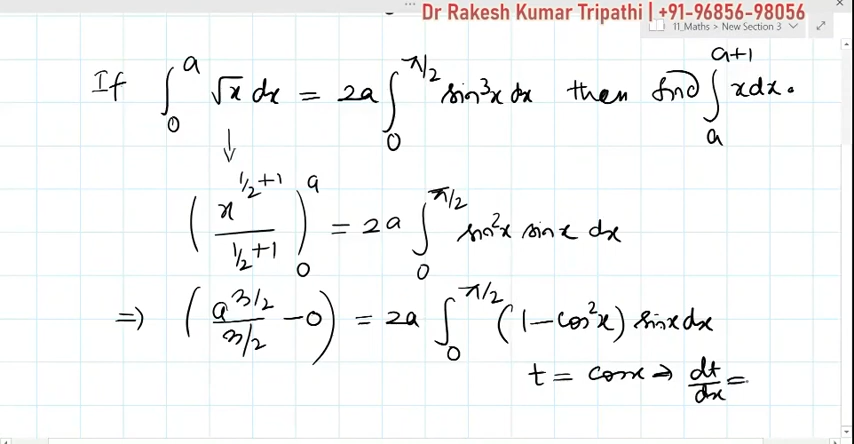 Dr Rakesh Kumar Tripathi | +91-96856-98056
11_Maths > New Section 3
If ∫₀^a √x dx = 2a ∫₀^{π/2} sin³x dx then find ∫_a^{a+1} x dx.
↓
( x^{1/2+1} / (1/2+1) )₀^a = 2a ∫₀^{π/2} sin²x sin x dx
⇒ ( a^{3/2} / (3/2) − 0 ) = 2a ∫₀^{π/2} (1 − cos²x) sin x dx
t = cos x ⇒ dt/dx =